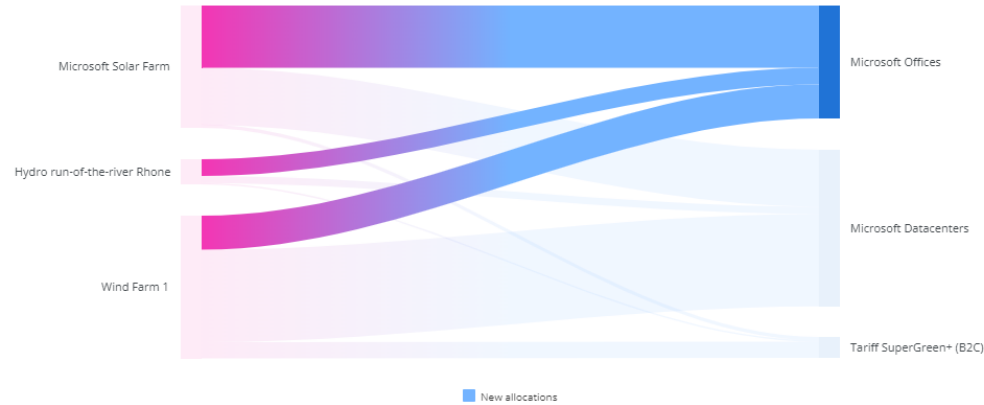 Microsoft Solar Farm
Microsoft Offices
Hydro run-of-the-river Rhone
Microsoft Datacenters
Wind Farm 1
Tariff SuperGreen+ (B2C)
New allocations